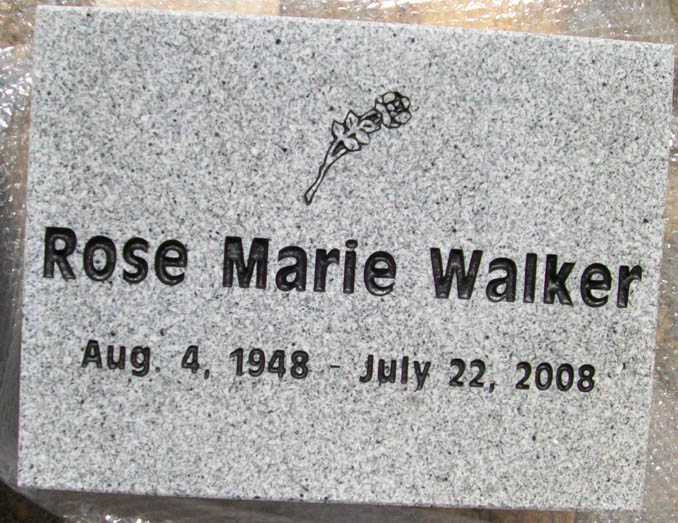 Rose Marie Walker
Aug. 4, 1948 - July 22, 2008